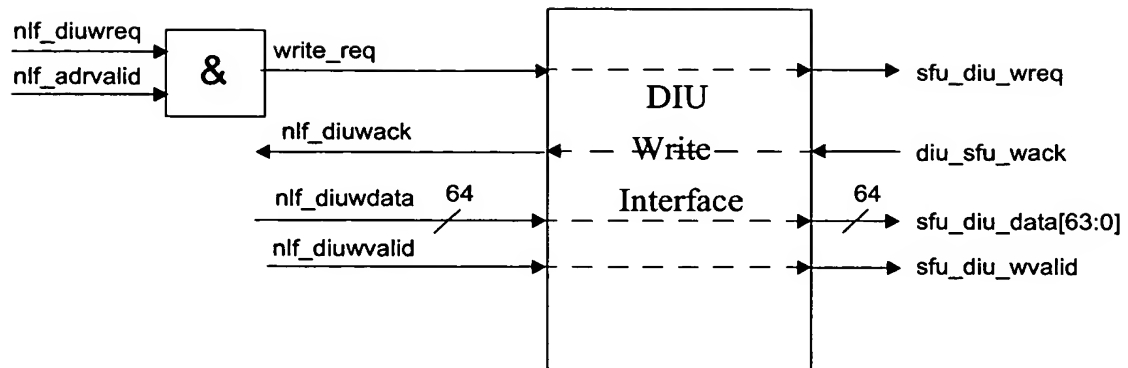 nlf_diuwreq
nlf_adrvalid
&
write_req
sfu_diu_wreq
DIU
nlf_diuwack
Write
diu_sfu_wack
nlf_diuwdata
64
Interface
64
sfu_diu_data[63:0]
nlf_diuwvalid
sfu_diu_wvalid